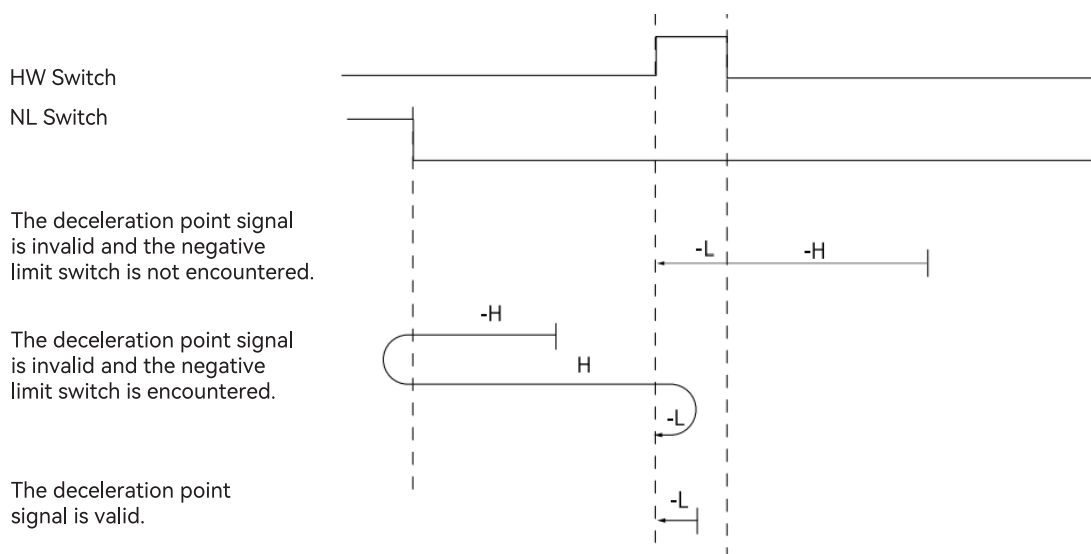 HW Switch
NL Switch
The deceleration point signal
is invalid and the negative
limit switch is not encountered.
-L
-H
The deceleration point signal
is invalid and the negative
limit switch is encountered.
-H
H
-L
The deceleration point
signal is valid.
-L